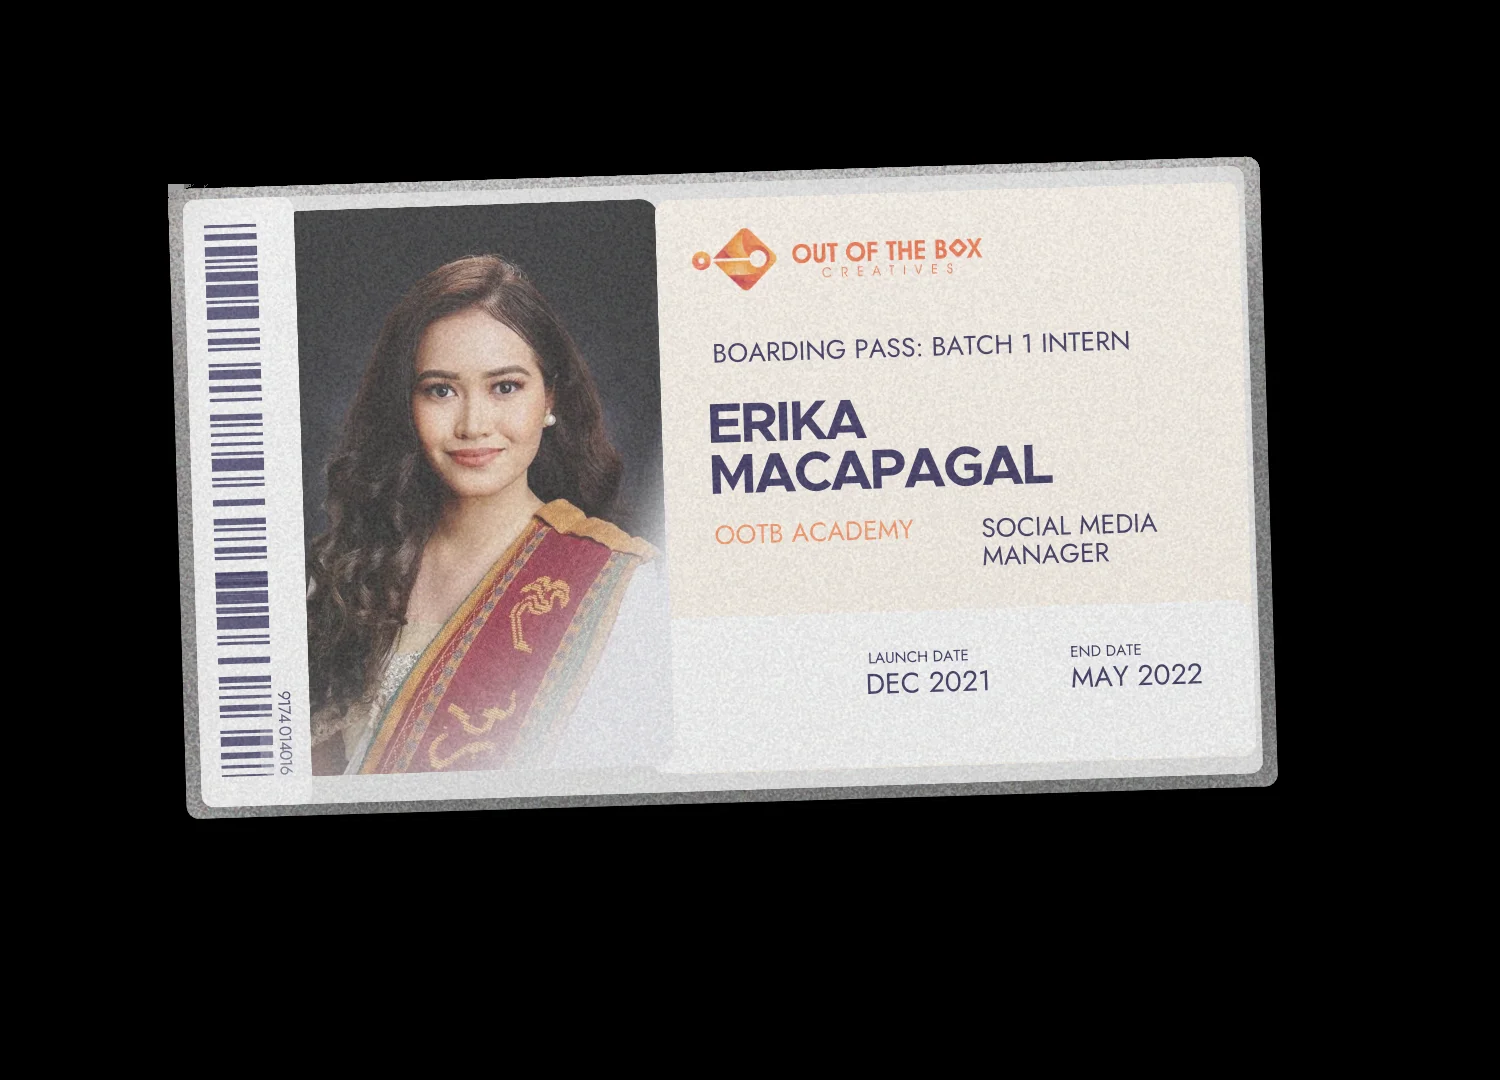 OUT OF THE BOX
CREATIVES
BOARDING PASS: BATCH 1 INTERN
ERIKA
MACAPAGAL
OOTB ACADEMY
SOCIAL MEDIA
MANAGER
LAUNCH DATE
DEC 2021
END DATE
MAY 2022
9174 014016